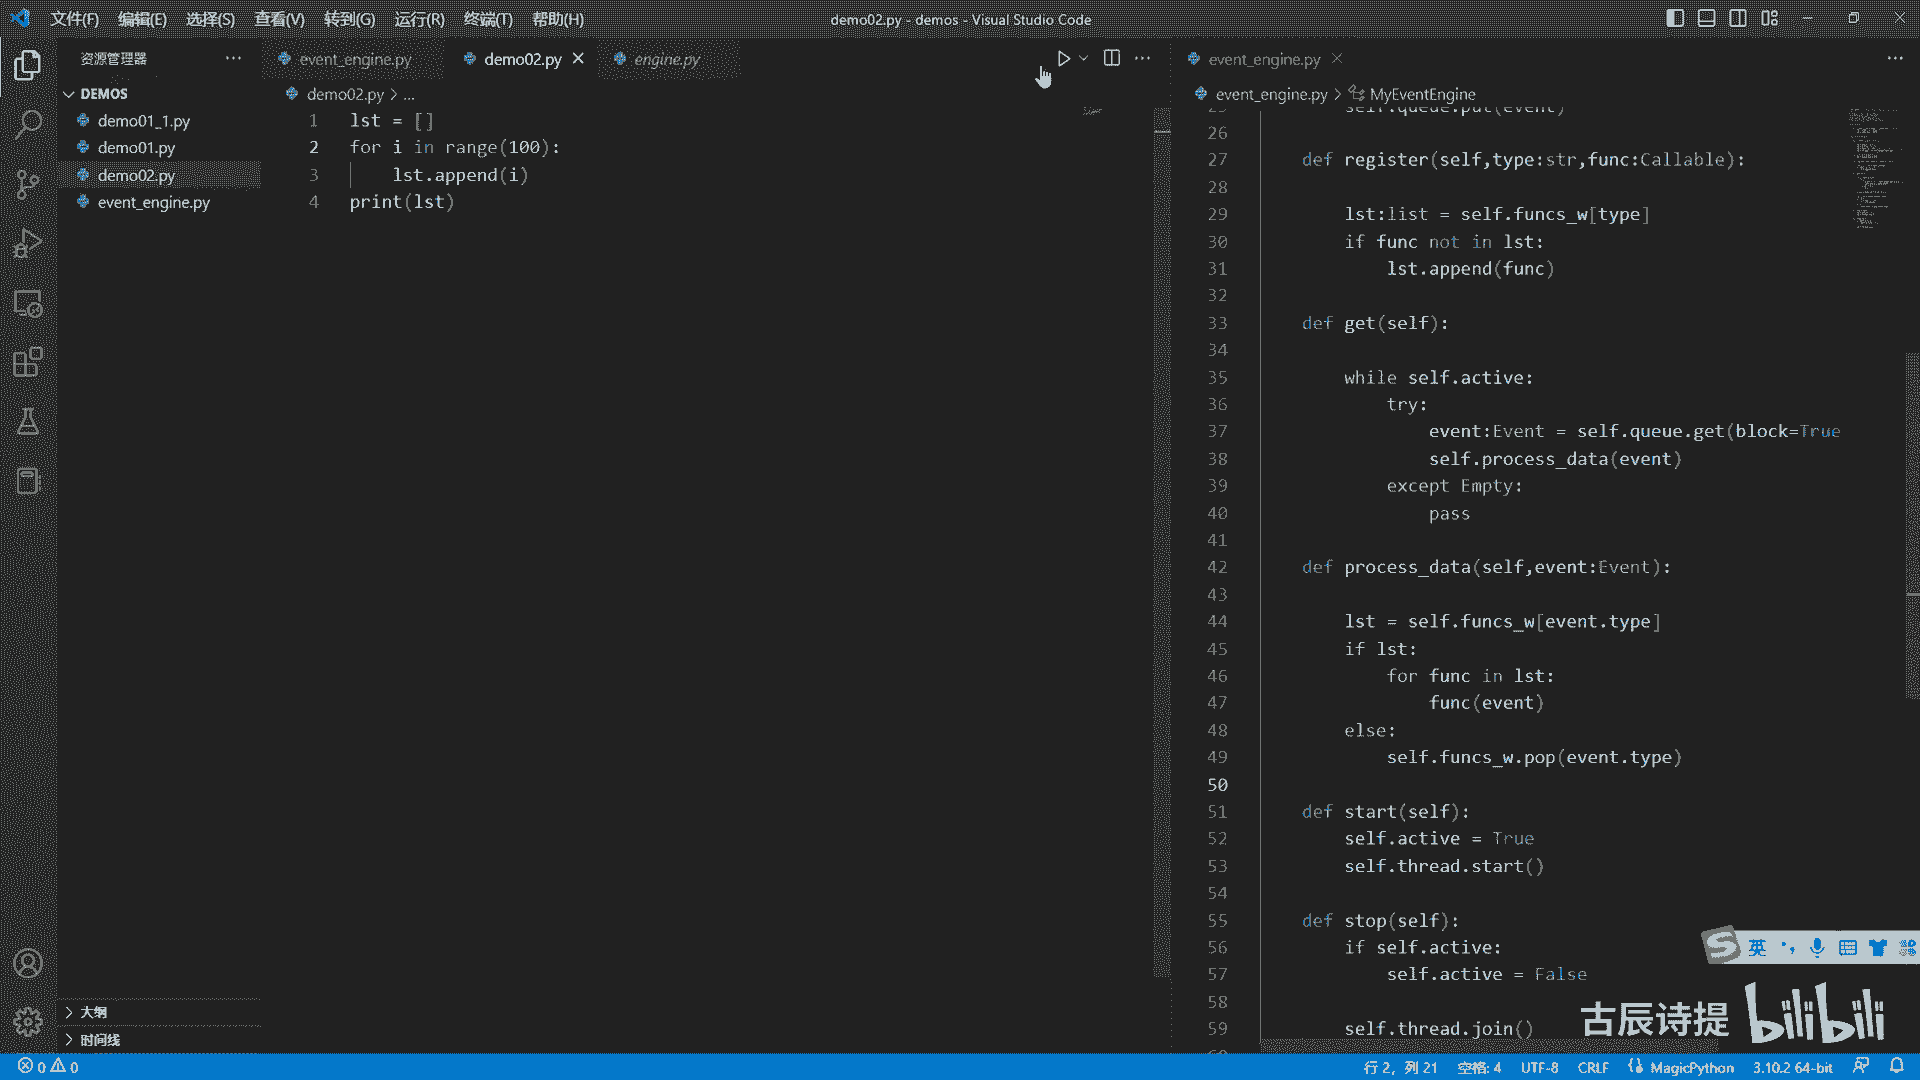 文件(F) 编辑(E) 选择(S) 查看(V) 转到(G) 运行(R) 终端(T) 帮助(H)
demo02.py - demos - Visual Studio Code
资源管理器
DEMOS
demo01_1.py
demo01.py
demo02.py
event_engine.py
大纲
时间线
event_engine.py demo02.py engine.py
demo02.py > ...
1 lst = []
2 for i in range(100):
3 lst.append(i)
4 print(lst)
event_engine.py
event_engine.py > MyEventEngine
25 self.queue.put(event)
26
27 def register(self,type:str,func:Callable):
28
29 lst:list = self.funcs_w[type]
30 if func not in lst:
31 lst.append(func)
32
33 def get(self):
34
35 while self.active:
36 try:
37 event:Event = self.queue.get(block=True
38 self.process_data(event)
39 except Empty:
40 pass
41
42 def process_data(self,event:Event):
43
44 lst = self.funcs_w[event.type]
45 if lst:
46 for func in lst:
47 func(event)
48 else:
49 self.funcs_w.pop(event.type)
50
51 def start(self):
52 self.active = True
53 self.thread.start()
54
55 def stop(self):
56 if self.active:
57 self.active = False
58
59 self.thread.join()
英
古辰诗提 bilibili
0 0
行 2，列 21 空格: 4 UTF-8 CRLF MagicPython 3.10.2 64-bit